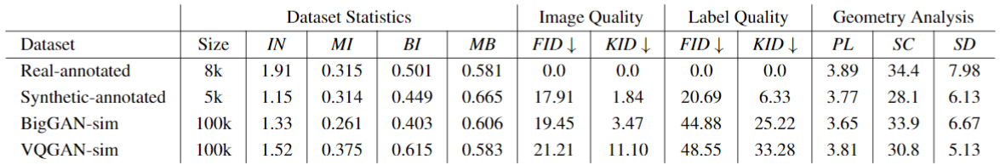 Dataset Statistics Image Quality Label Quality Geometry Analysis
Dataset Size IN MI BI MB FID ↓ KID ↓ FID ↓ KID ↓ PL SC SD
Real-annotated 8k 1.91 0.315 0.501 0.581 0.0 0.0 0.0 0.0 3.89 34.4 7.98
Synthetic-annotated 5k 1.15 0.314 0.449 0.665 17.91 1.84 20.69 6.33 3.77 28.1 6.13
BigGAN-sim 100k 1.33 0.261 0.403 0.606 19.45 3.47 44.88 25.22 3.65 33.9 6.67
VQGAN-sim 100k 1.52 0.375 0.615 0.583 21.21 11.10 48.55 33.28 3.81 30.8 5.13